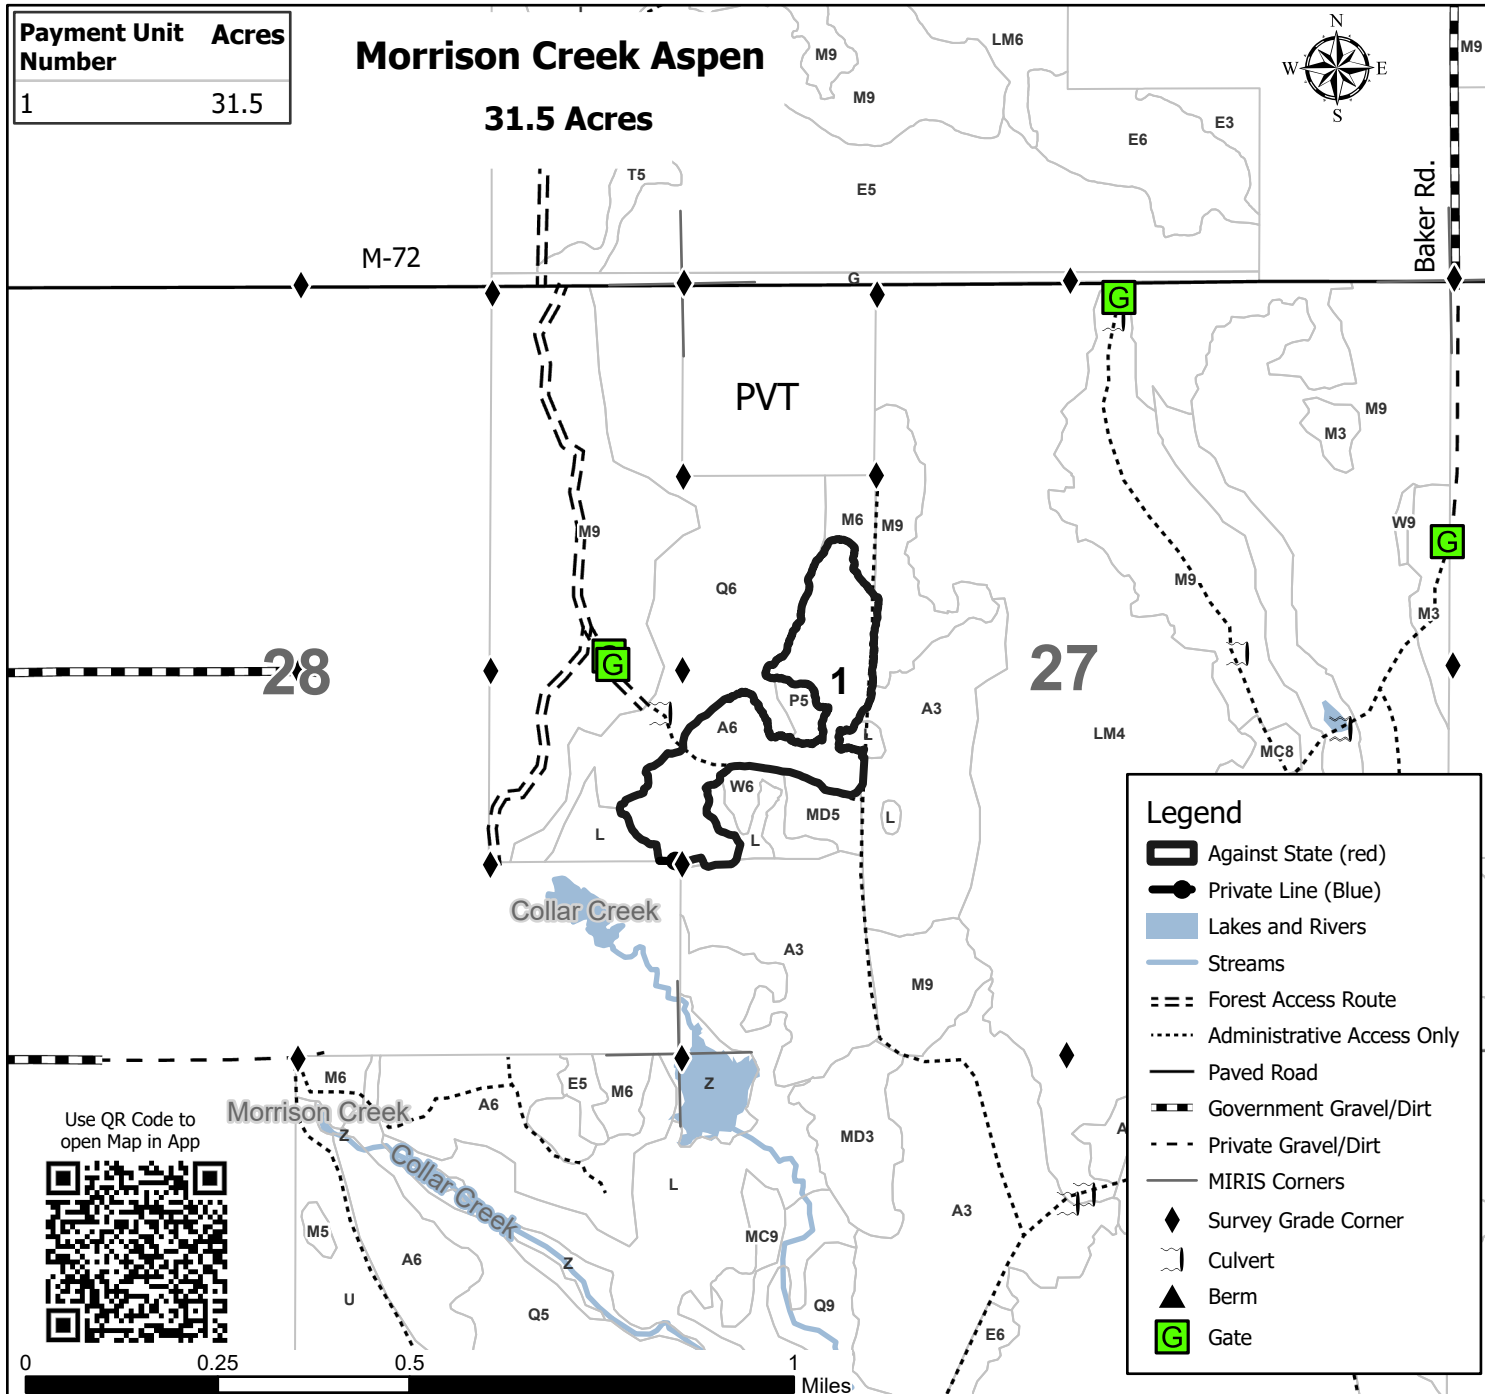 Payment Unit Number Acres
1 31.5
Morrison Creek Aspen
31.5 Acres
N
W E
S
M9
LM6
M9
M9
E3
E6
T5
E5
Baker Rd.
M-72
G
G
PVT
M9
M3
M6
M9
W9
G
M9
Q6
M9
M3
28
G
1
27
P5
A3
A6
L
LM4
MC8
W6
MD5
L
L
L
Collar Creek
A3
M9
M6
E5
M6
A6
Z
Morrison Creek
Z
MD3
A
Collar Creek
L
A3
M5
MC9
A6
Z
U
Q5
Q9
E6
Use QR Code to
open Map in App
0 0.25 0.5 1
Miles
Legend
Against State (red)
Private Line (Blue)
Lakes and Rivers
Streams
Forest Access Route
Administrative Access Only
Paved Road
Government Gravel/Dirt
Private Gravel/Dirt
MIRIS Corners
Survey Grade Corner
Culvert
Berm
G Gate